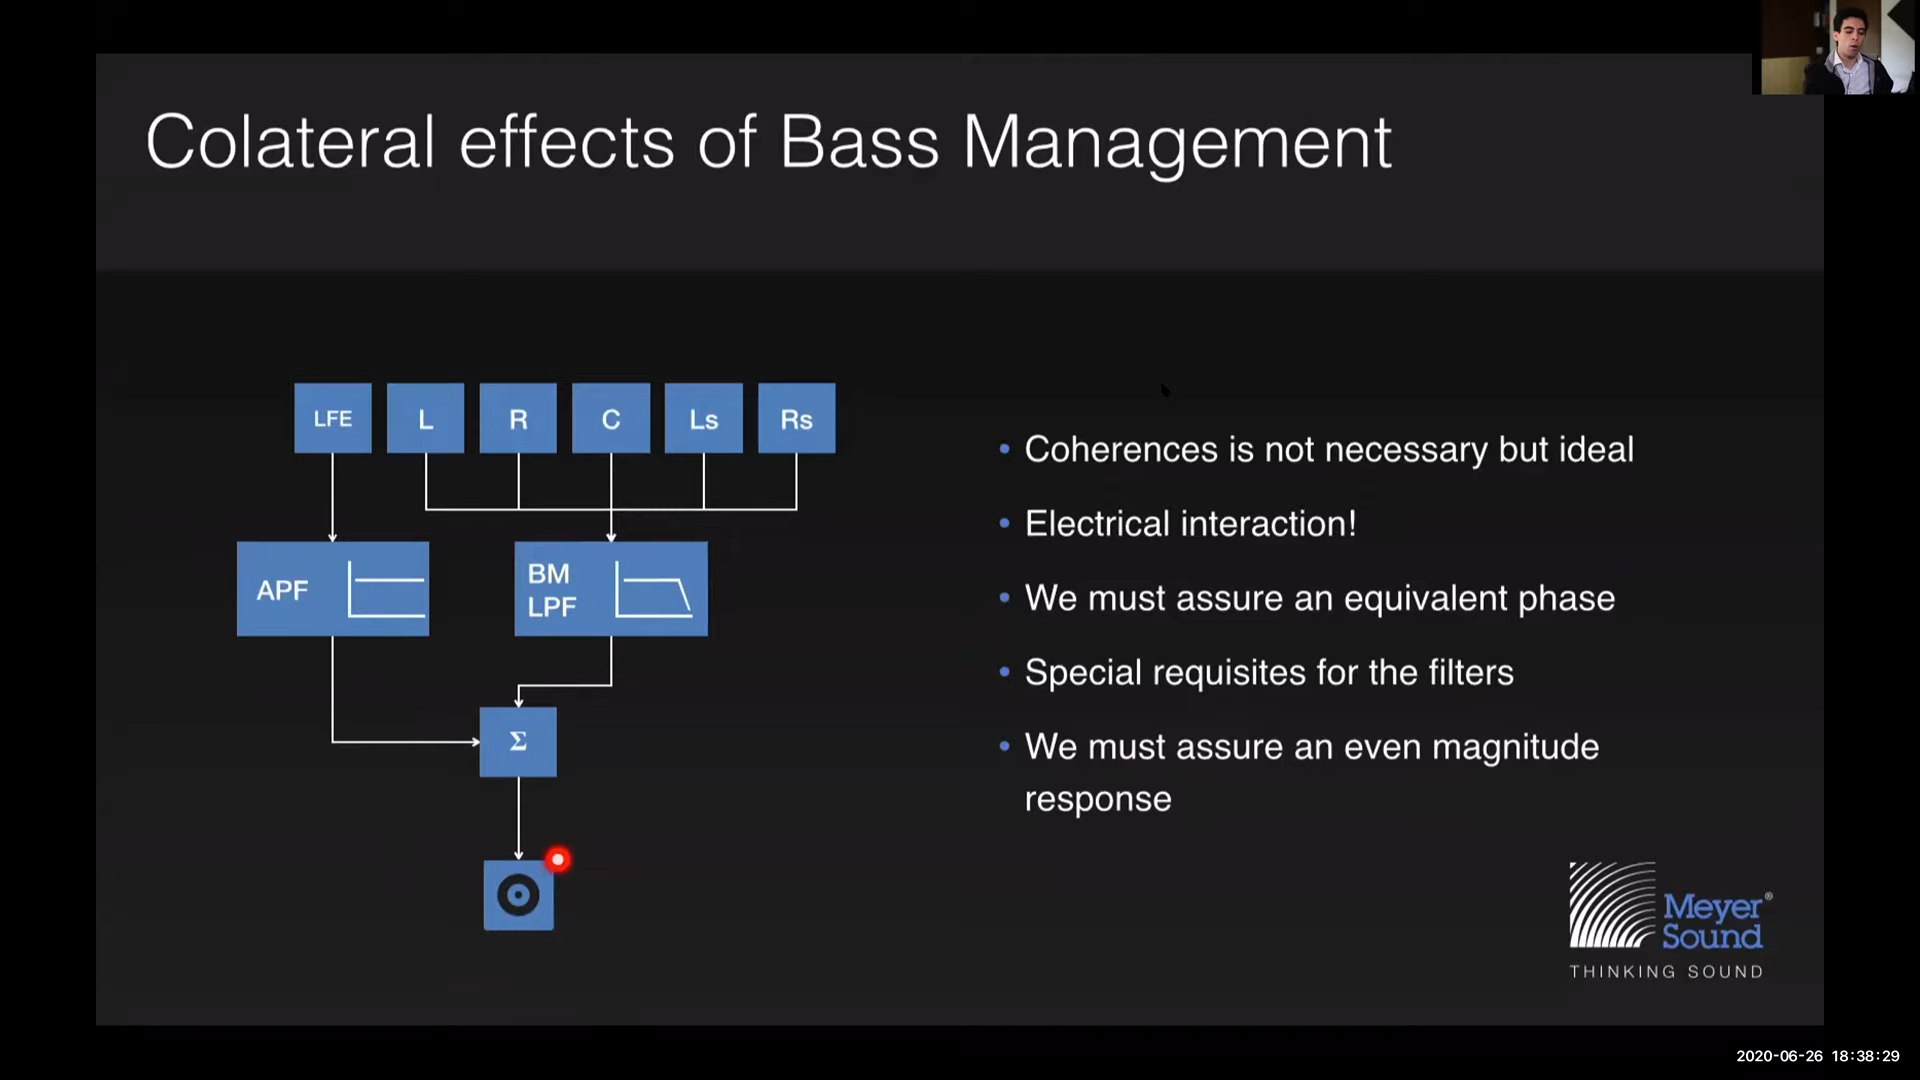 Colateral effects of Bass Management
LFE
L
R
C
Ls
Rs
APF
BM
LPF
Σ
• Coherences is not necessary but ideal
• Electrical interaction!
• We must assure an equivalent phase
• Special requisites for the filters
• We must assure an even magnitude
response
Meyer®
Sound
THINKING SOUND
2020-06-26 18:38:29